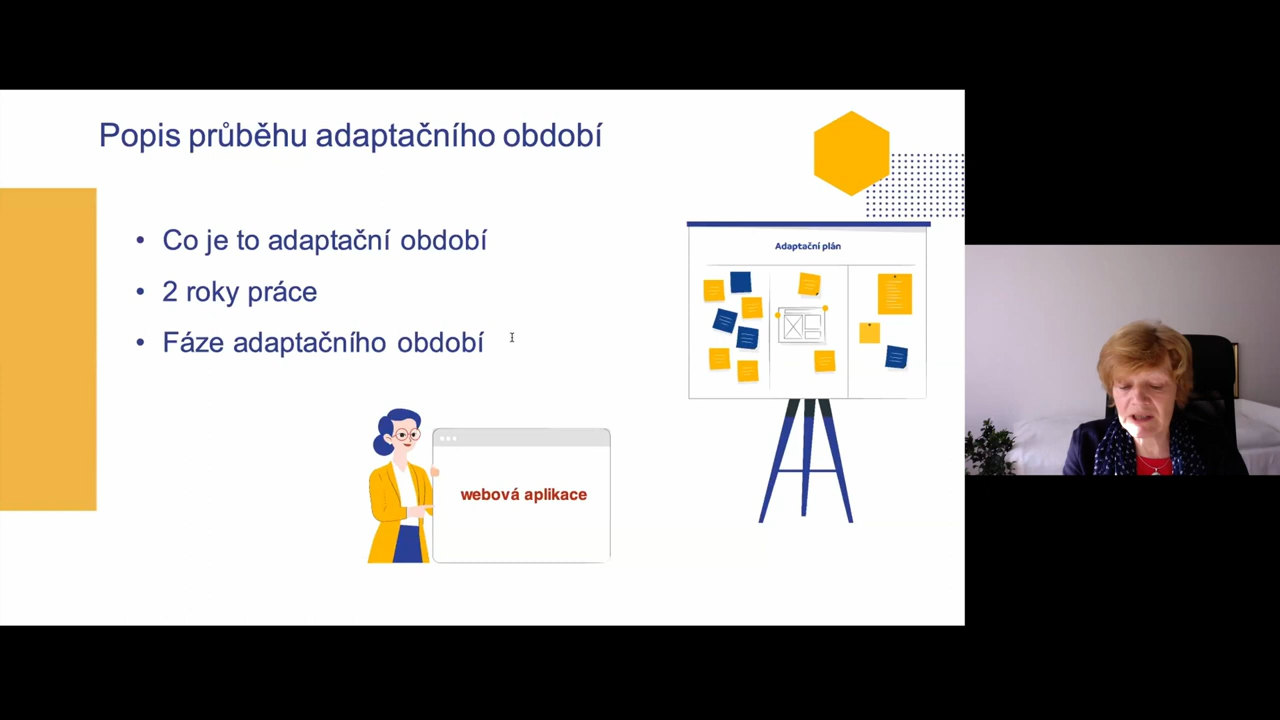 Popis průběhu adaptačního období
• Co je to adaptační období
• 2 roky práce
• Fáze adaptačního období
Adaptační plán
webová aplikace